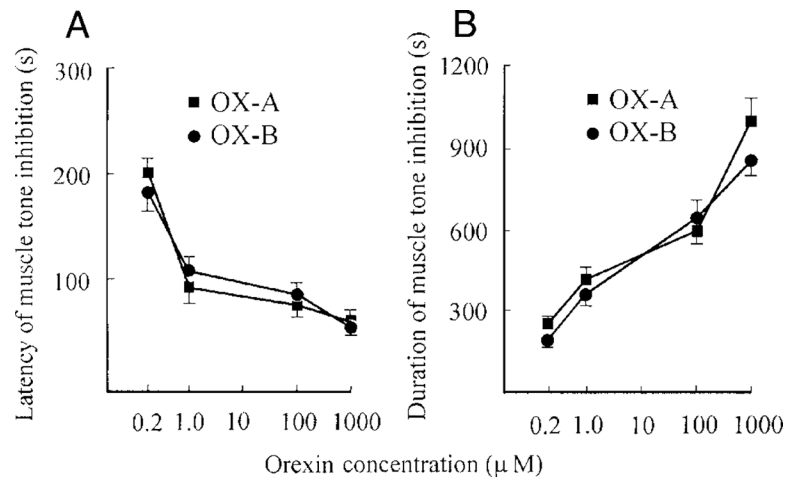 A
Latency of muscle tone inhibition (s)
300
200
100
OX-A
OX-B
0.2 1.0 10 100 1000
B
Duration of muscle tone inhibition (s)
1200
900
600
300
OX-A
OX-B
0.2 1.0 10 100 1000
Orexin concentration (μ M)